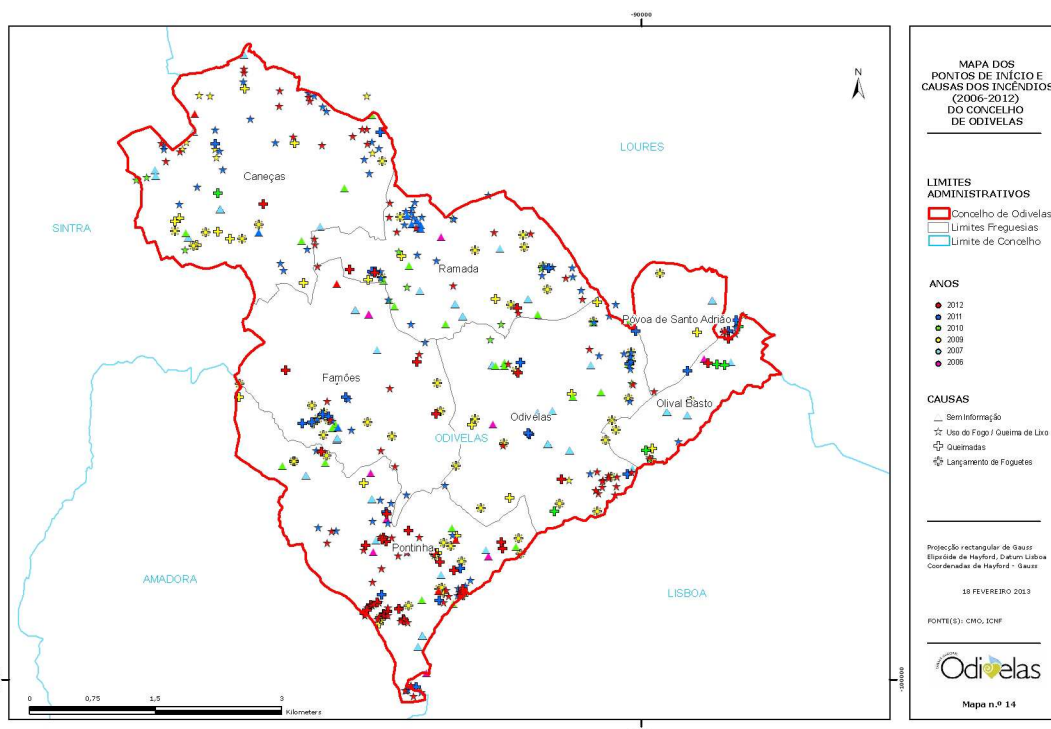 -90000
MAPA DOS
PONTOS DE INÍCIO E
CAUSAS DOS INCÊNDIOS
(2006-2012)
DO CONCELHO
DE ODIVELAS
N
LOURES
SINTRA
Caneças
Ramada
Póvoa de Santo Adrião
Famões
Odivelas
Olival Basto
ODIVELAS
Pontinha
AMADORA
LISBOA
LIMITES
ADMINISTRATIVOS
Concelho de Odivelas
Limites Freguesias
Limite de Concelho
ANOS
2012
2011
2010
2009
2007
2006
CAUSAS
Sem Informação
Uso do Fogo / Queima de Lixo
Queimadas
Lançamento de Foguetes
Projecção rectangular de Gauss
Elipsóide de Hayford, Datum Lisboa
Coordenadas de Hayford - Gauss
18 FEVEREIRO 2013
FONTE(S): CMO, ICNF
Odivelas
Mapa n.º 14
0 0,75 1,5 3
Kilometers
-100000